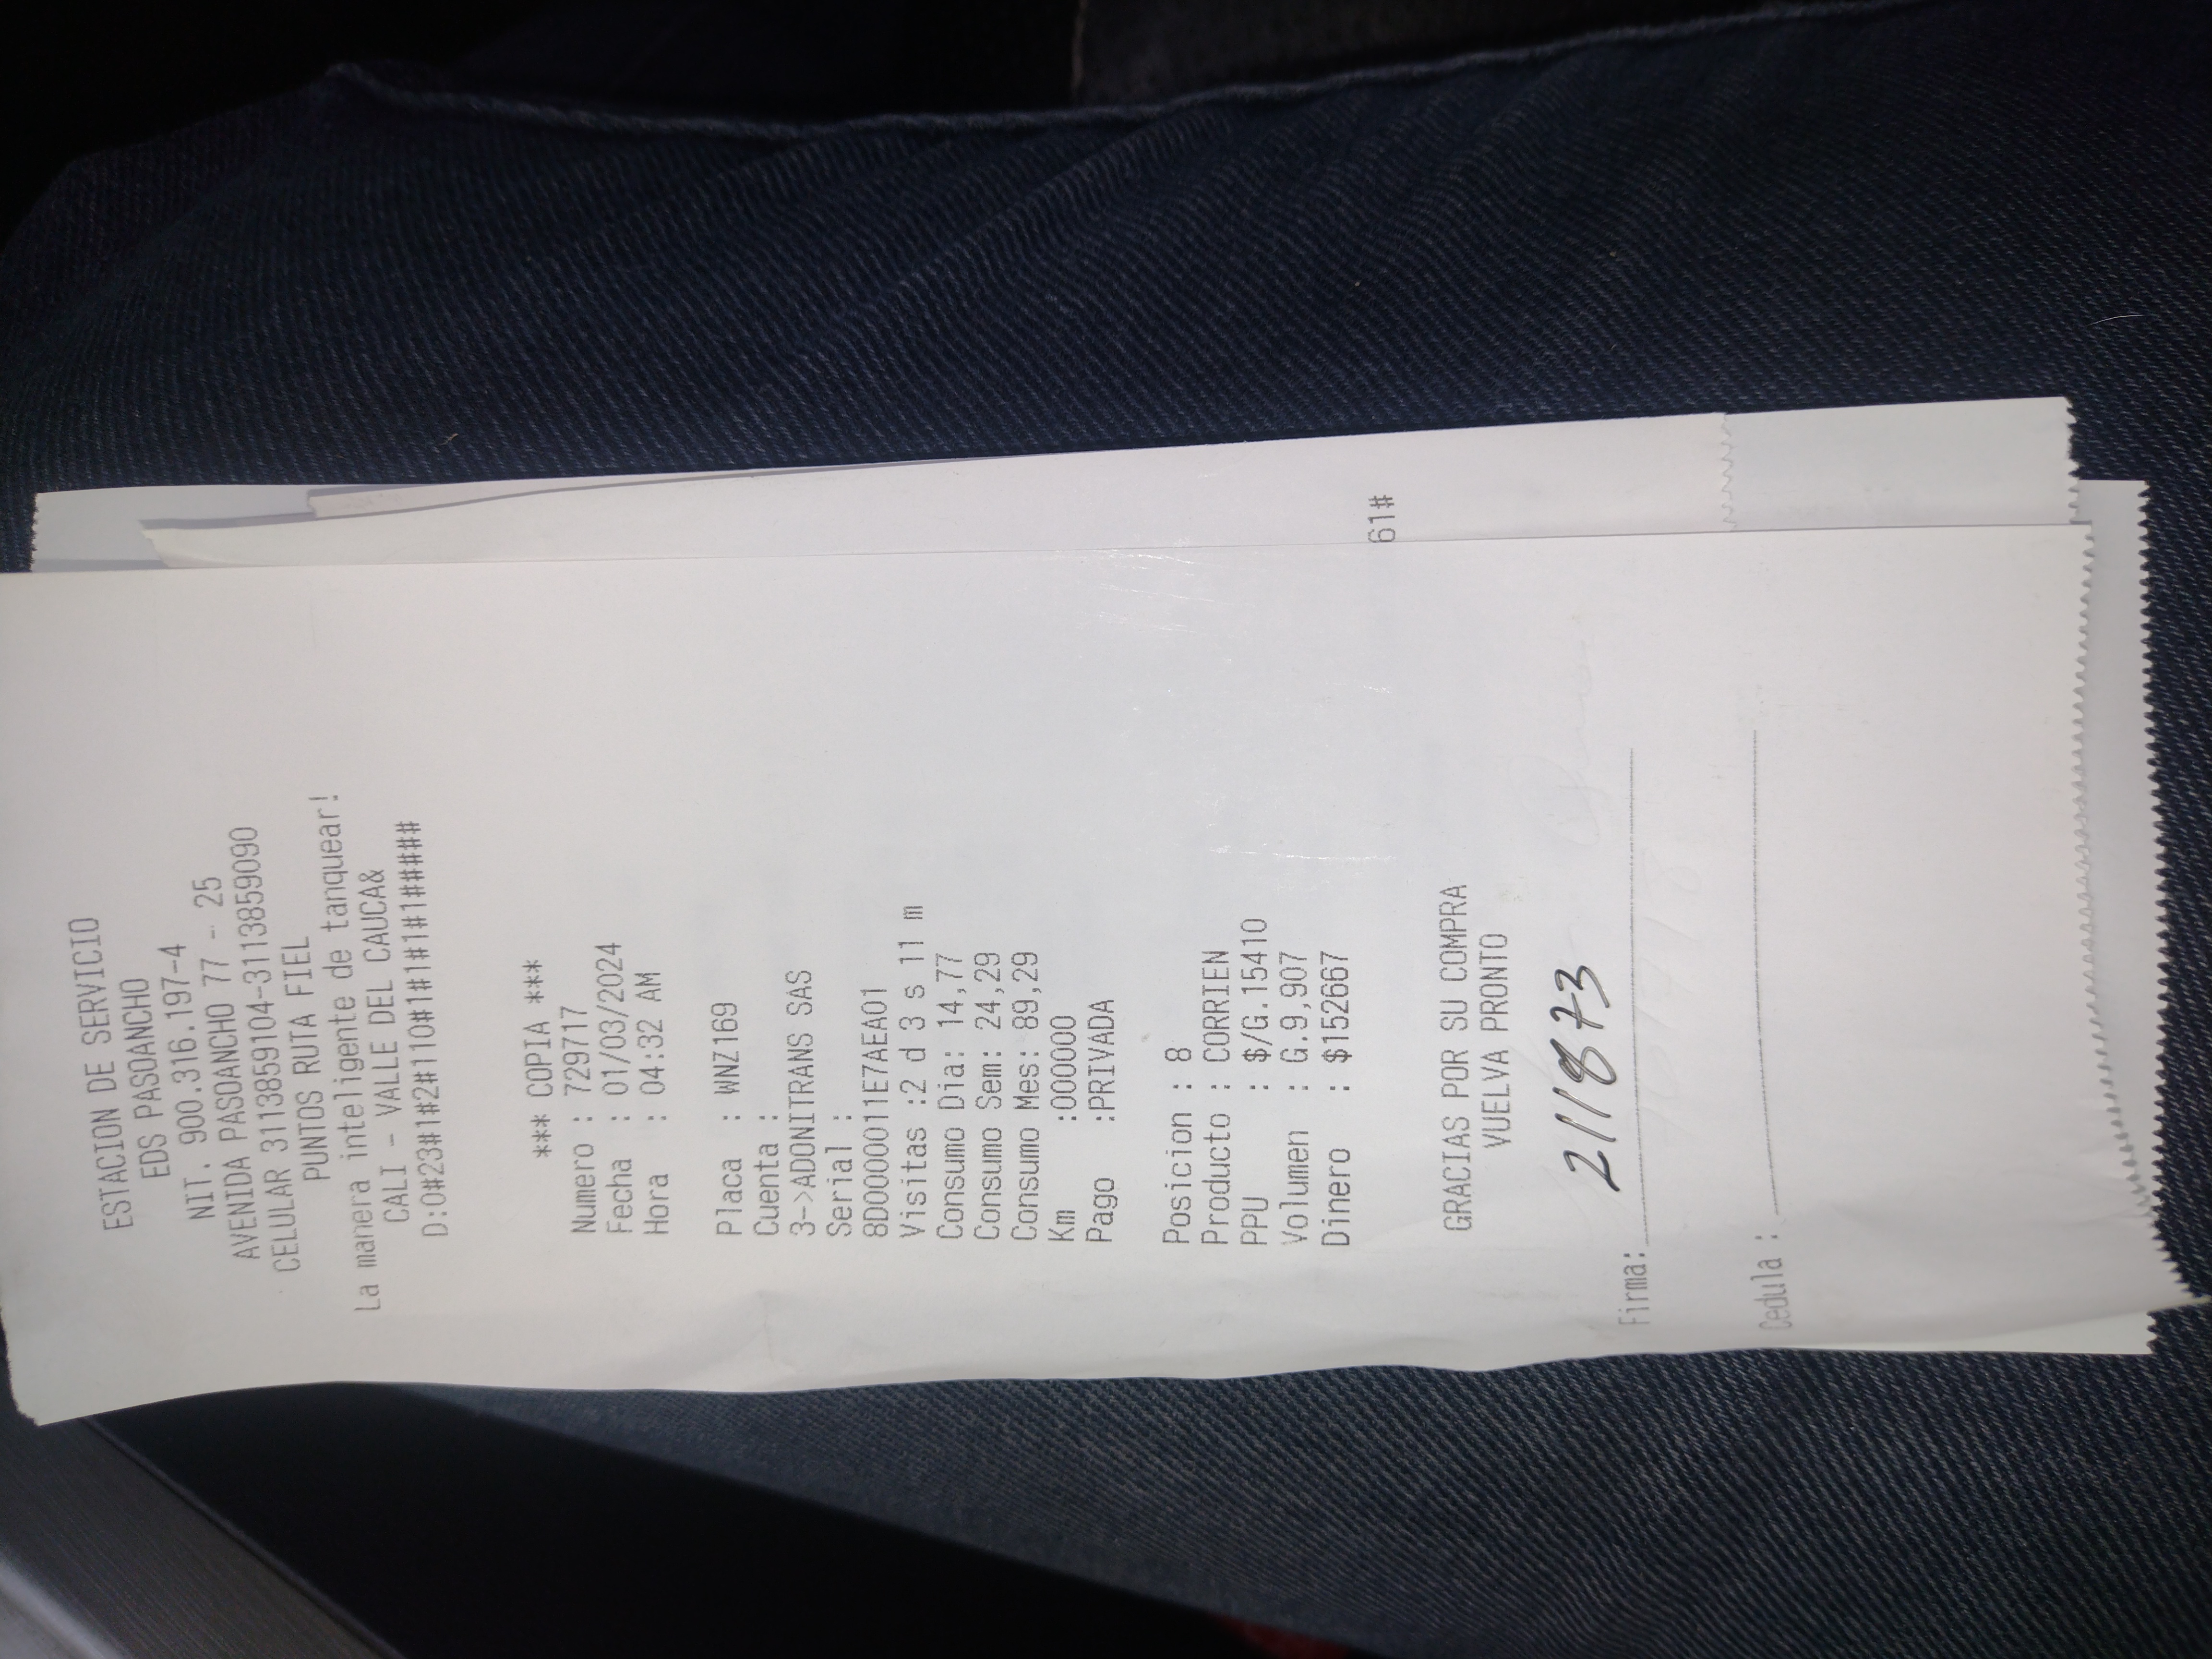 ESTACION DE SERVICIO
EDS PASOANCHO
NIT. 900.316.197-4
AVENIDA PASOANCHO 77 - 25
CELULAR 3113859104-3113859090
PUNTOS RUTA FIEL
La manera inteligente de tanquear!
CALI - VALLE DEL CAUCA&
D:0#23#1#2#110#1#1#1#1#####
*** COPIA ***
Numero : 729717
Fecha : 01/03/2024
Hora : 04:32 AM
Placa : WNZ169
Cuenta :
3->ADONITRANS SAS
Serial :
8D0000011E7AEA01
Visitas :2 d 3 s 11 m
Consumo Dia: 14,77
Consumo Sem: 24,29
Consumo Mes: 89,29
Km :000000
Pago :PRIVADA
Posicion : 8
Producto : CORRIEN
PPU : $/G.15410
Volumen : G.9,907
Dinero : $152667
61#
GRACIAS POR SU COMPRA
VUELVA PRONTO
211873
Firma:
Cedula :